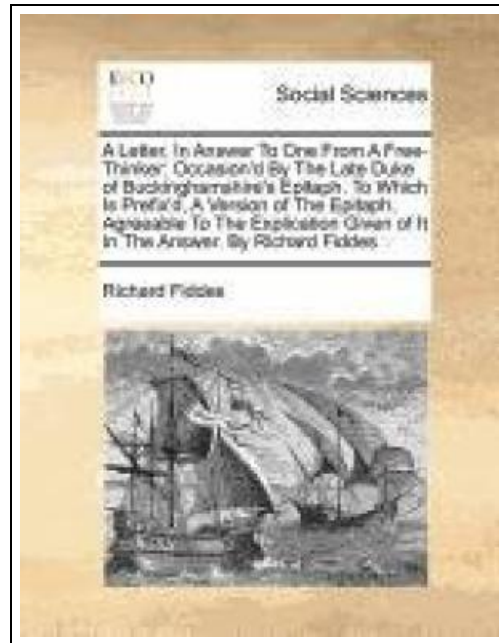 ECCO
Social Sciences
A Letter, In Answer To One From A Free-
Thinker; Occasion'd By The Late Duke
of Buckinghamshire's Epitaph. To Which
Is Prefix'd, A Version of The Epitaph,
Agreeable To The Explication Given of It
In The Answer. By Richard Fiddes ..
Richard Fiddes